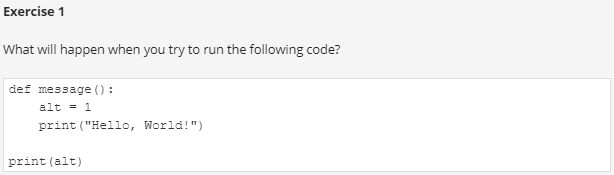 Exercise 1
What will happen when you try to run the following code?
def message():
    alt = 1
    print("Hello, World!")
print(alt)